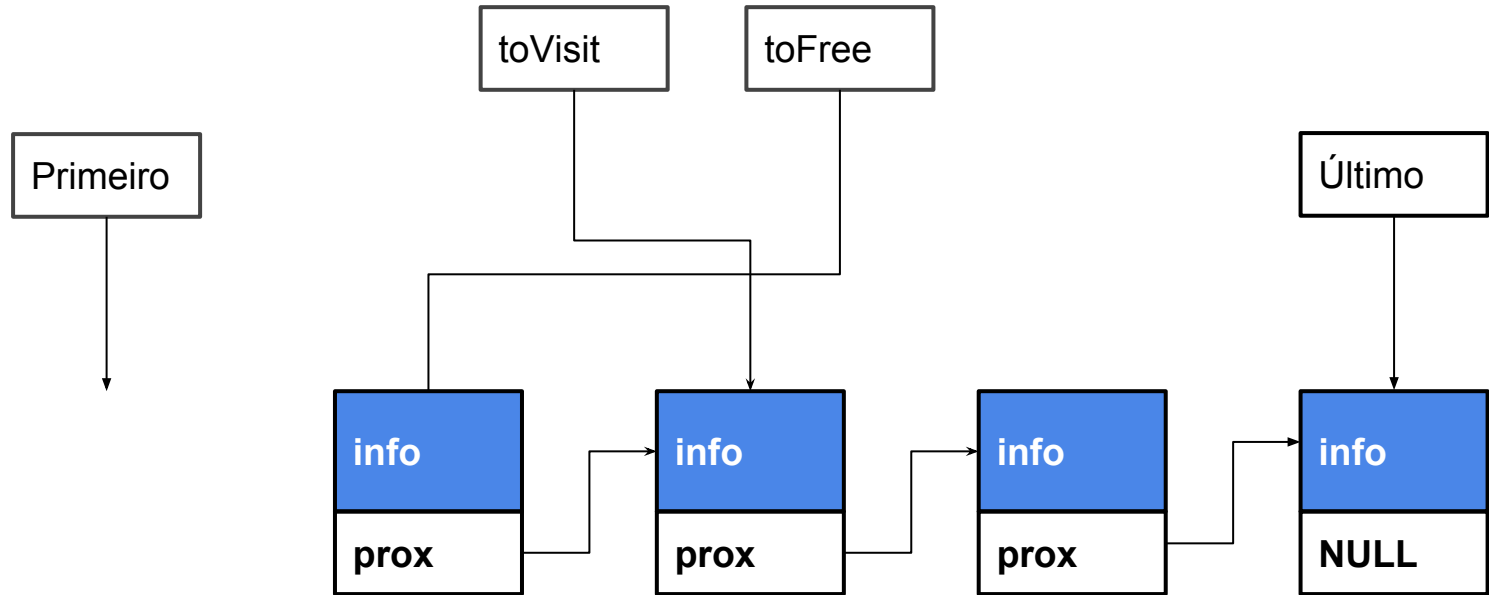 toVisit
toFree
Primeiro
Último
info
info
info
info
prox
prox
prox
NULL